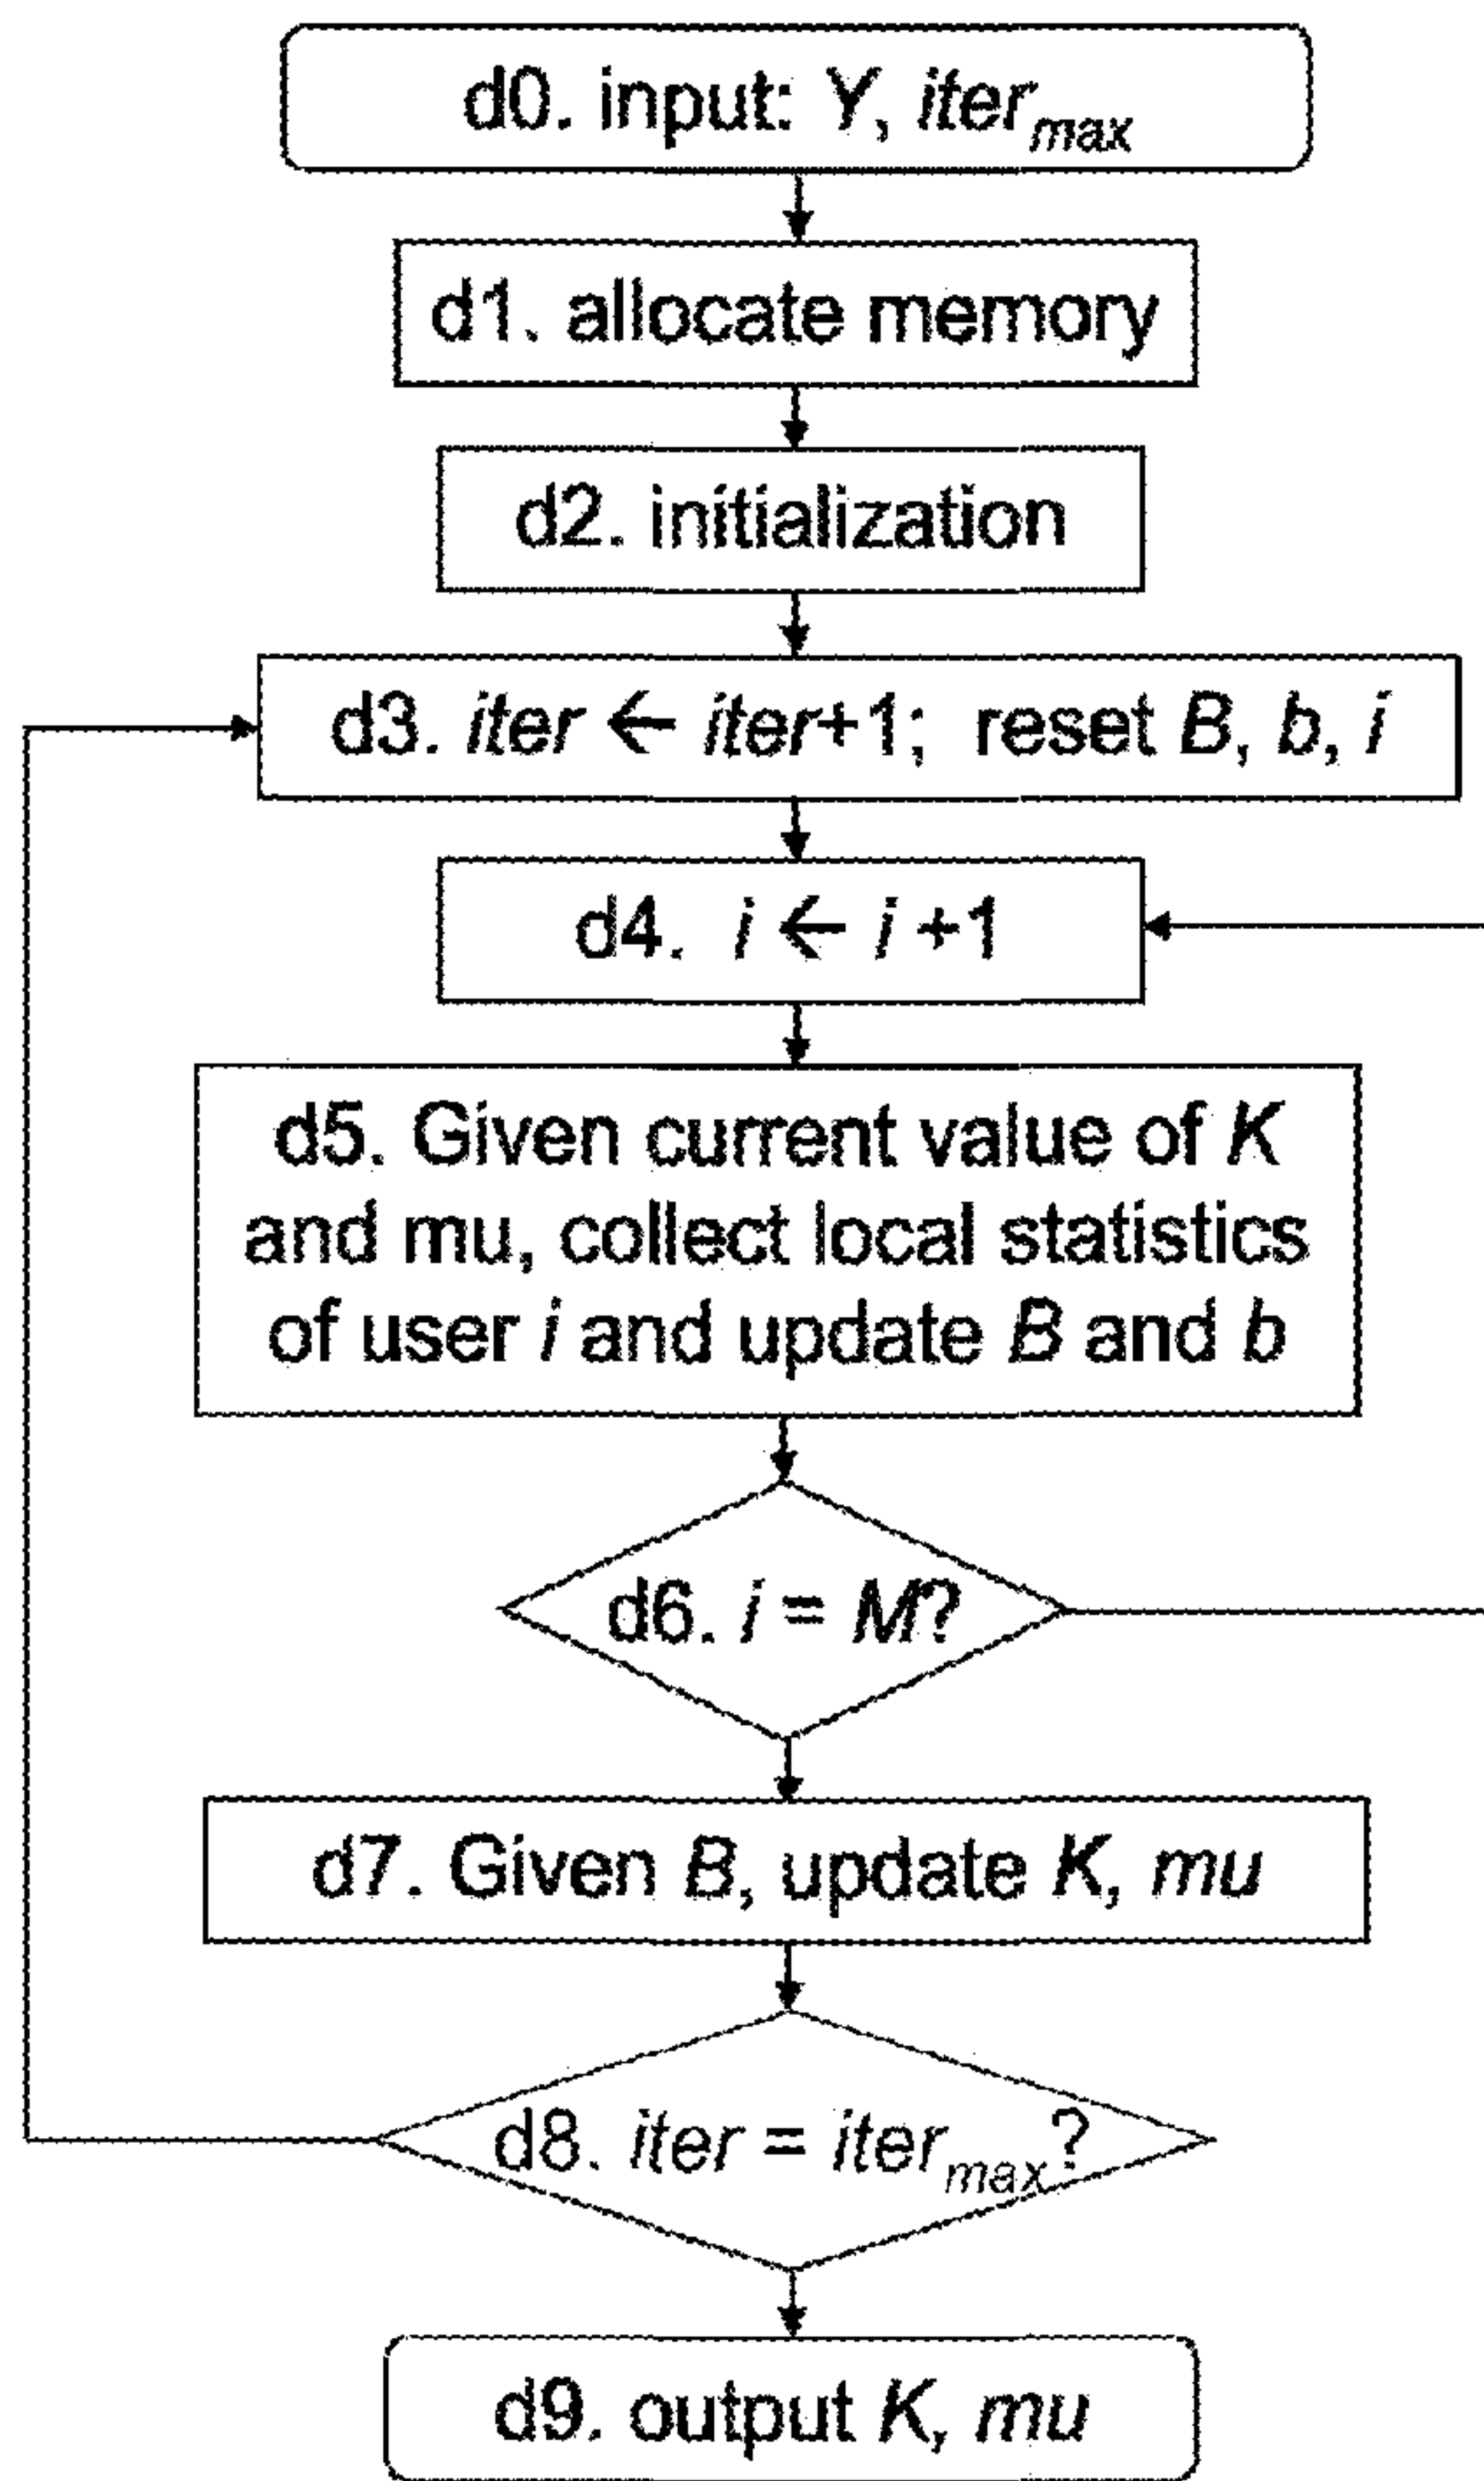 d0. input: Y, iter_max
d1. allocate memory
d2. initialization
d3. iter ← iter+1; reset B, b, i
d4. i ← i +1
d5. Given current value of K
and mu, collect local statistics
of user i and update B and b
d6. i = M?
d7. Given B, update K, mu
d8. iter = iter_max?
d9. output K, mu